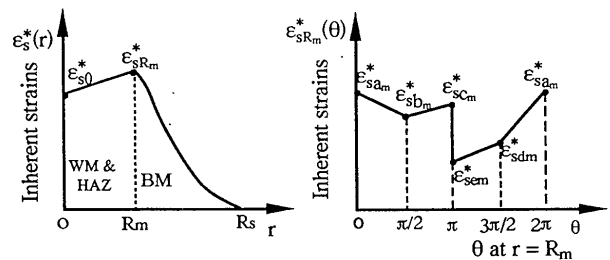 ε*s(r)
Inherent strains
ε*s0
ε*sRm
WM &
HAZ
BM
O
Rm
Rs
r
ε*sRm(θ)
Inherent strains
ε*sam
ε*sbm
ε*scm
ε*sam
ε*sdm
ε*sem
O
π/2
π
3π/2
2π
θ
θ at r = Rm